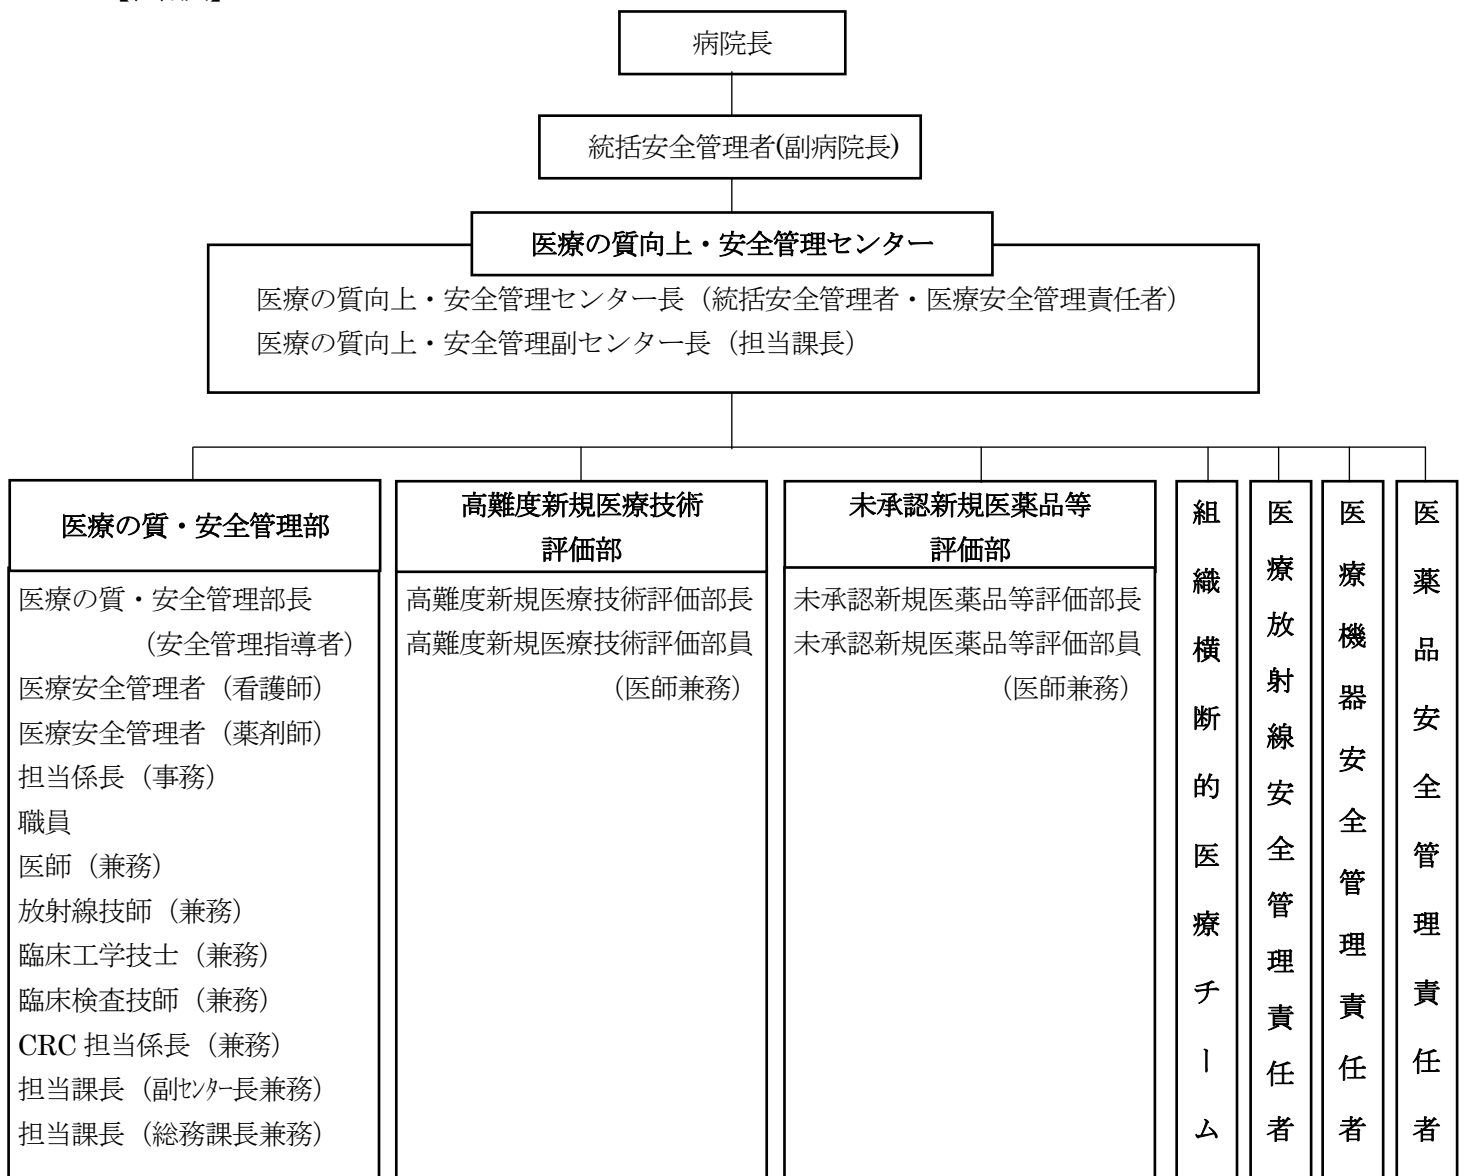 病院長
統括安全管理者(副病院長)
医療の質向上・安全管理センター
医療の質向上・安全管理センター長（統括安全管理者・医療安全管理責任者）
医療の質向上・安全管理副センター長（担当課長）
医療の質・安全管理部
医療の質・安全管理部長
（安全管理指導者）
医療安全管理者（看護師）
医療安全管理者（薬剤師）
担当係長（事務）
職員
医師（兼務）
放射線技師（兼務）
臨床工学技士（兼務）
臨床検査技師（兼務）
CRC 担当係長（兼務）
担当課長（副ｾﾝﾀｰ長兼務）
担当課長（総務課長兼務）
高難度新規医療技術
評価部
高難度新規医療技術評価部長
高難度新規医療技術評価部員
（医師兼務）
未承認新規医薬品等
評価部
未承認新規医薬品等評価部長
未承認新規医薬品等評価部員
（医師兼務）
組織横断的医療チーム
医療放射線安全管理責任者
医療機器安全管理責任者
医薬品安全管理責任者